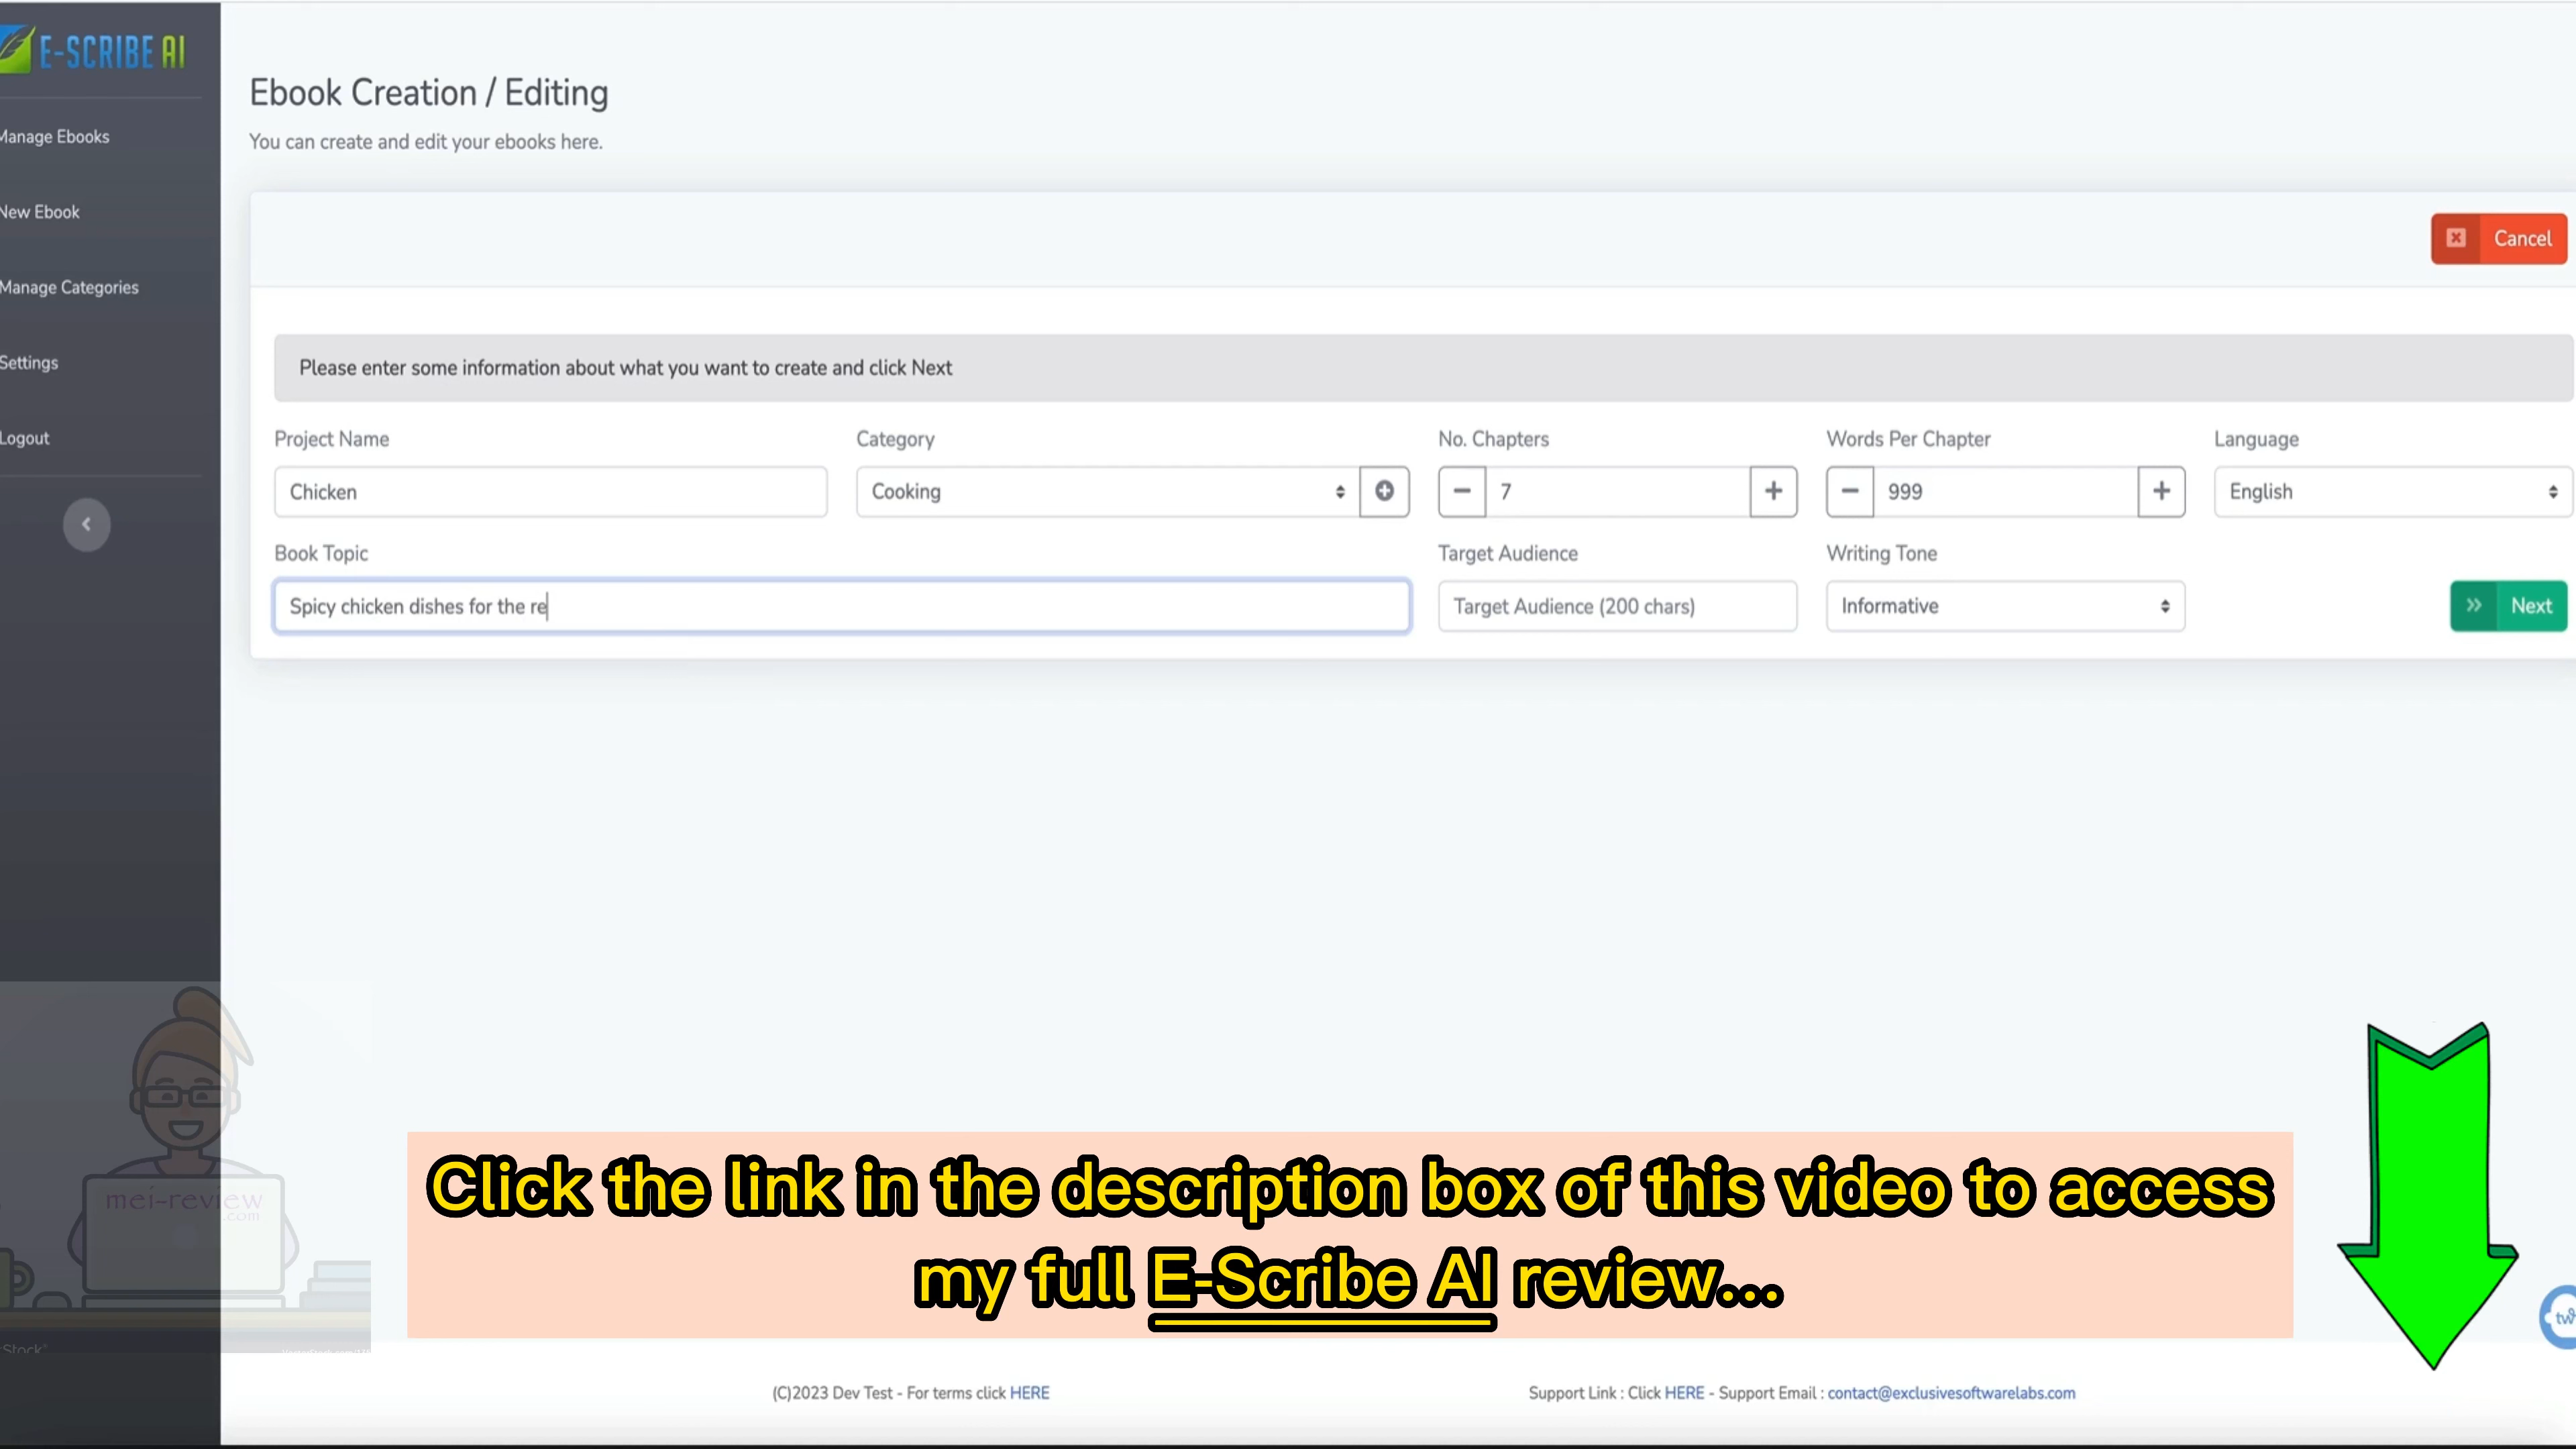 E-SCRIBE AI
Manage Ebooks
New Ebook
Manage Categories
Settings
Logout
Ebook Creation / Editing
You can create and edit your ebooks here.
Cancel
Please enter some information about what you want to create and click Next
Project Name
Category
No. Chapters
Words Per Chapter
Language
Chicken
Cooking
7
999
English
Book Topic
Target Audience
Writing Tone
Spicy chicken dishes for the re
Target Audience (200 chars)
Informative
Next
mei-review
.com
Click the link in the description box of this video to access
my full E-Scribe AI review...
(C)2023 Dev Test - For terms click HERE
Support Link : Click HERE - Support Email : contact@exclusivesoftwarelabs.com